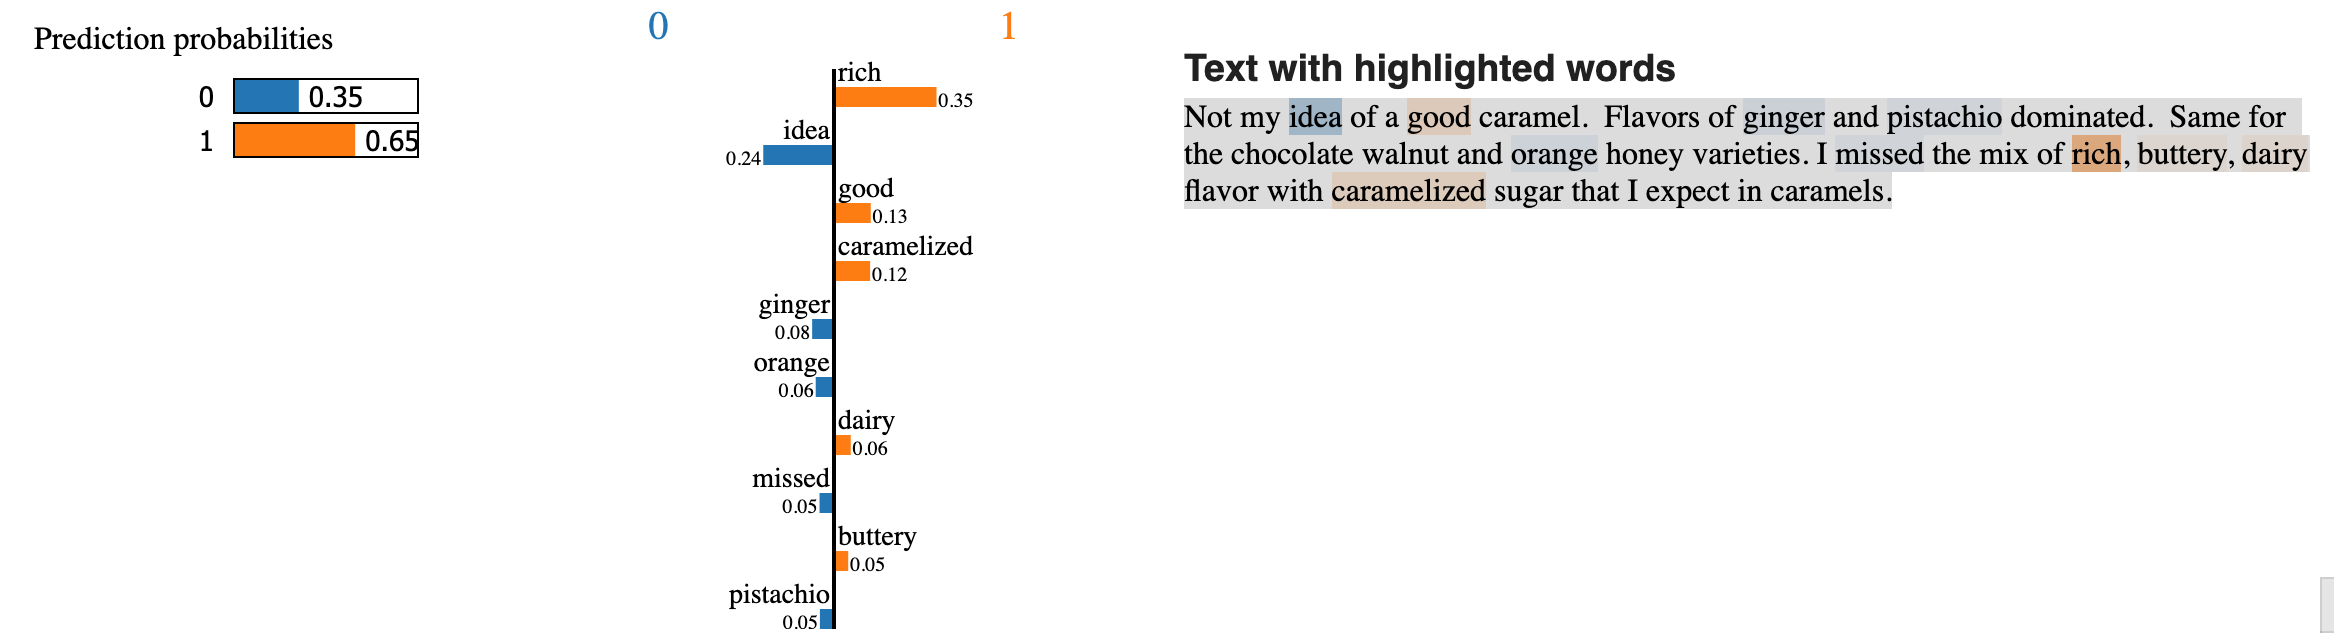 Prediction probabilities
0 0.35
1 0.65
0 1
rich
0.35
idea
0.24
good
0.13
caramelized
0.12
ginger
0.08
orange
0.06
dairy
0.06
missed
0.05
buttery
0.05
pistachio
0.05
Text with highlighted words
Not my idea of a good caramel.  Flavors of ginger and pistachio dominated.  Same for
the chocolate walnut and orange honey varieties. I missed the mix of rich, buttery, dairy
flavor with caramelized sugar that I expect in caramels.